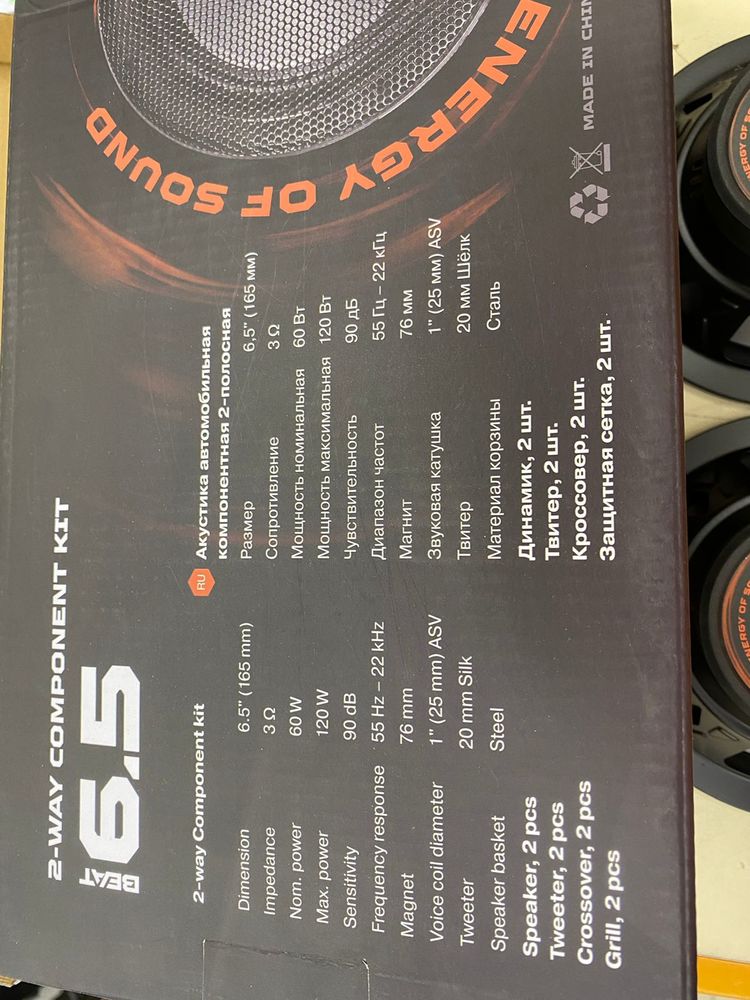 2-WAY COMPONENT KIT
BEAT 6.5
2-way Component kit
Dimension 6.5" (165 mm)
Impedance 3 Ω
Nom. power 60 W
Max. power 120 W
Sensitivity 90 dB
Frequency response 55 Hz – 22 kHz
Magnet 76 mm
Voice coil diameter 1" (25 mm) ASV
Tweeter 20 mm Silk
Speaker basket Steel
Speaker, 2 pcs
Tweeter, 2 pcs
Crossover, 2 pcs
Grill, 2 pcs
RU Акустика автомобильная
компонентная 2-полосная
Размер 6,5" (165 мм)
Сопротивление 3 Ω
Мощность номинальная 60 Вт
Мощность максимальная 120 Вт
Чувствительность 90 дБ
Диапазон частот 55 Гц – 22 кГц
Магнит 76 мм
Звуковая катушка 1" (25 мм) ASV
Твитер 20 мм Шёлк
Материал корзины Сталь
Динамик, 2 шт.
Твитер, 2 шт.
Кроссовер, 2 шт.
Защитная сетка, 2 шт.
ENERGY OF SOUND
MADE IN CHIN
ENERGY OF S
NERGY OF SO